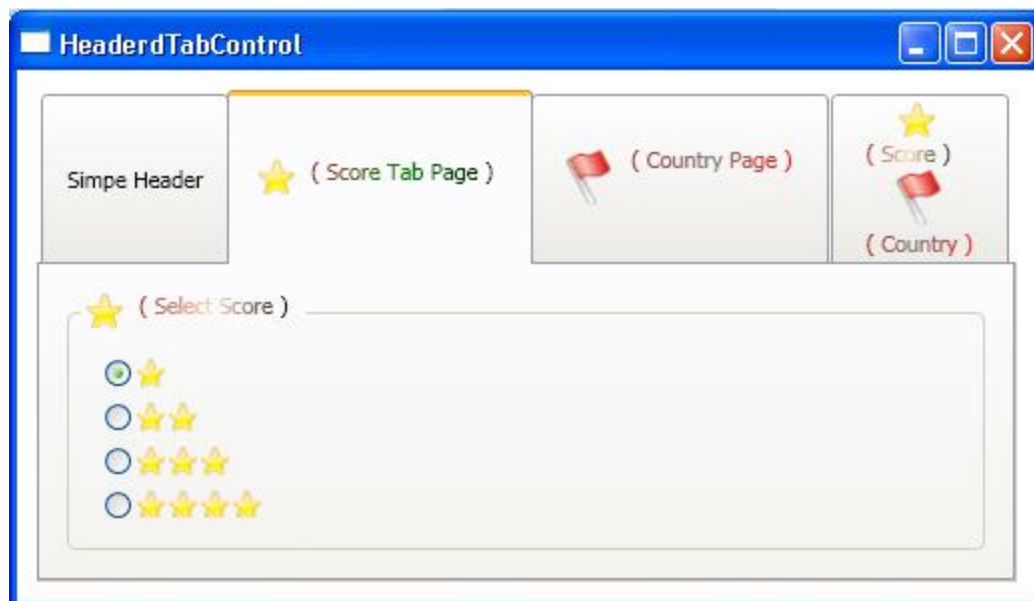 HeaderdTabControl
Simpe Header
( Score Tab Page )
( Country Page )
( Score )
( Country )
( Select Score )